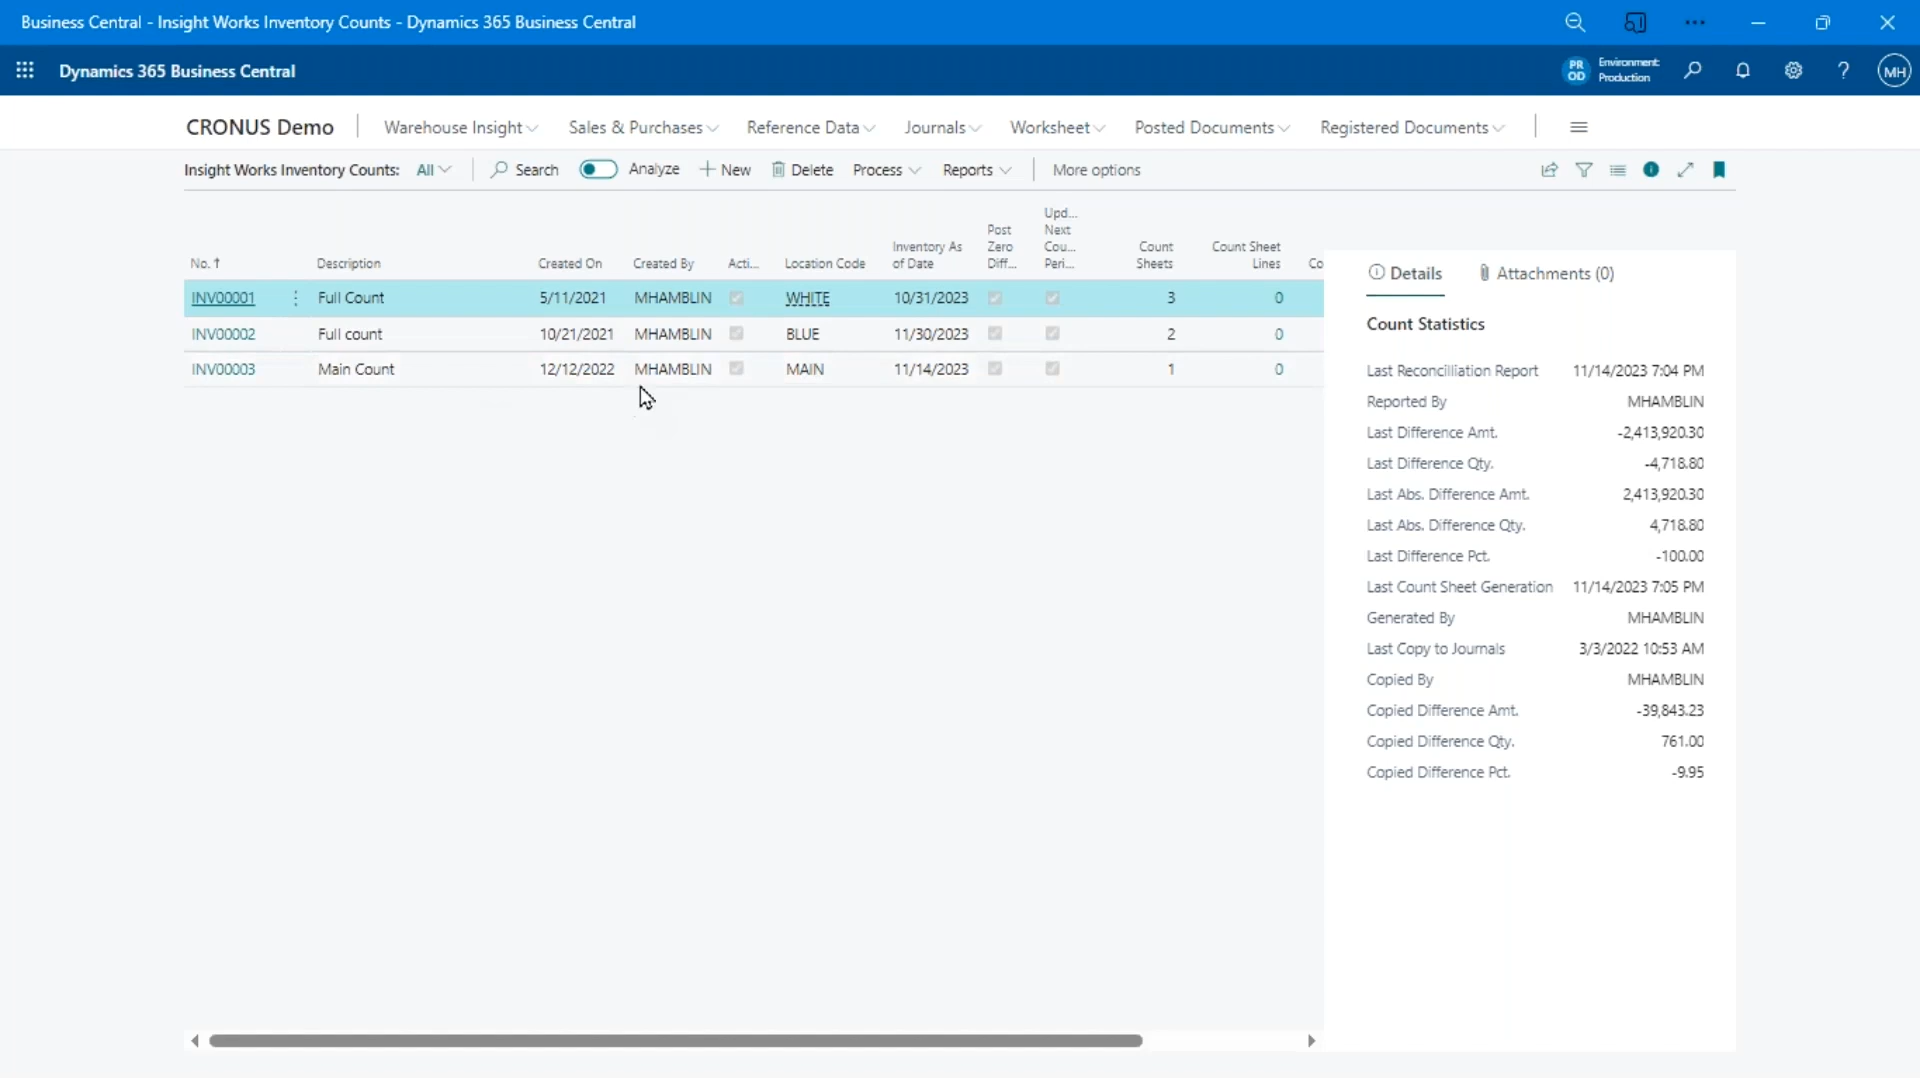 Business Central - Insight Works Inventory Counts - Dynamics 365 Business Central
Dynamics 365 Business Central
PR OD
Environment: Production
MH
CRONUS Demo
Warehouse Insight
Sales & Purchases
Reference Data
Journals
Worksheet
Posted Documents
Registered Documents
Insight Works Inventory Counts: All
Search
Analyze
New
Delete
Process
Reports
More options
No. ↑ Description Created On Created By Acti... Location Code Inventory As of Date Post Zero Diff... Upd... Next Cou... Peri... Count Sheets Count Sheet Lines Co
INV00001 Full Count 5/11/2021 MHAMBLIN WHITE 10/31/2023 3 0
INV00002 Full count 10/21/2021 MHAMBLIN BLUE 11/30/2023 2 0
INV00003 Main Count 12/12/2022 MHAMBLIN MAIN 11/14/2023 1 0
Details
Attachments (0)
Count Statistics
Last Reconciliation Report 11/14/2023 7:04 PM
Reported By MHAMBLIN
Last Difference Amt. -2,413,920.30
Last Difference Qty. -4,718.80
Last Abs. Difference Amt. 2,413,920.30
Last Abs. Difference Qty. 4,718.80
Last Difference Pct. -100.00
Last Count Sheet Generation 11/14/2023 7:05 PM
Generated By MHAMBLIN
Last Copy to Journals 3/3/2022 10:53 AM
Copied By MHAMBLIN
Copied Difference Amt. -39,843.23
Copied Difference Qty. 761.00
Copied Difference Pct. -9.95